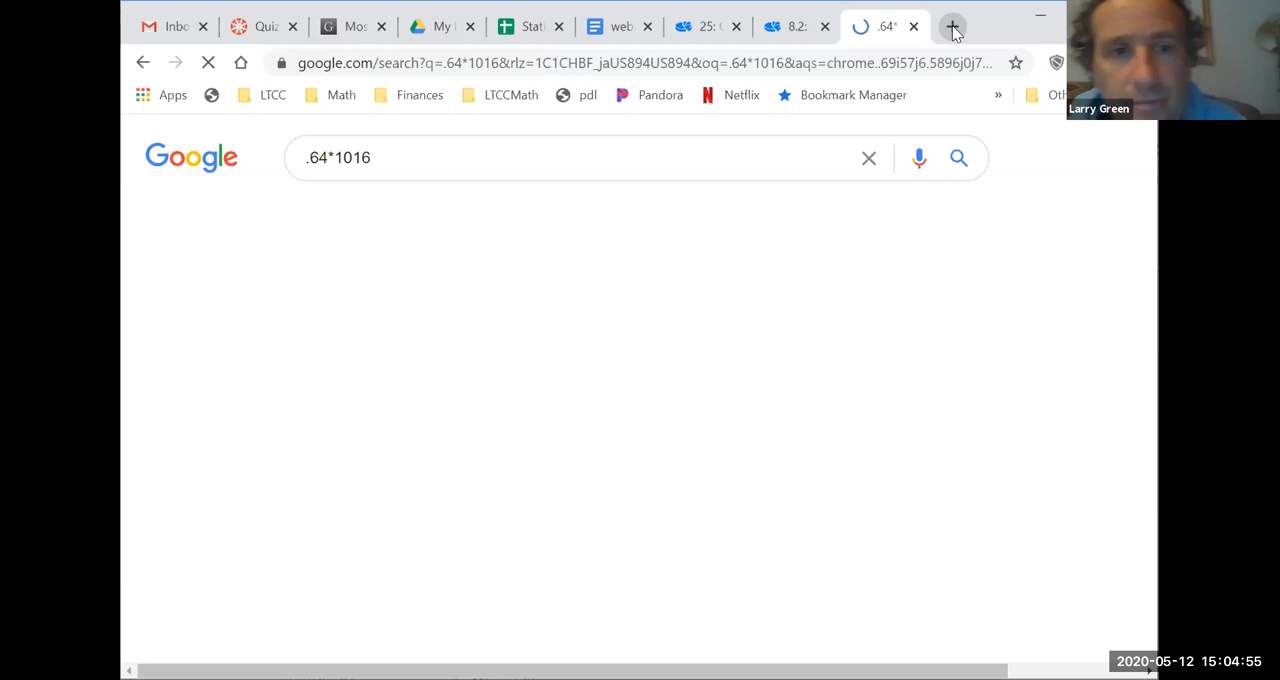 Inbo Quiz Mos My Stat web 25: 8.2: .64*
google.com/search?q=.64*1016&rlz=1C1CHBF_jaUS894US894&oq=.64*1016&aqs=chrome..69i57j6.5896j0j7...
Apps LTCC Math Finances LTCCMath pdl Pandora Netflix Bookmark Manager » Oth
Larry Green
Google .64*1016
2020-05-12 15:04:55